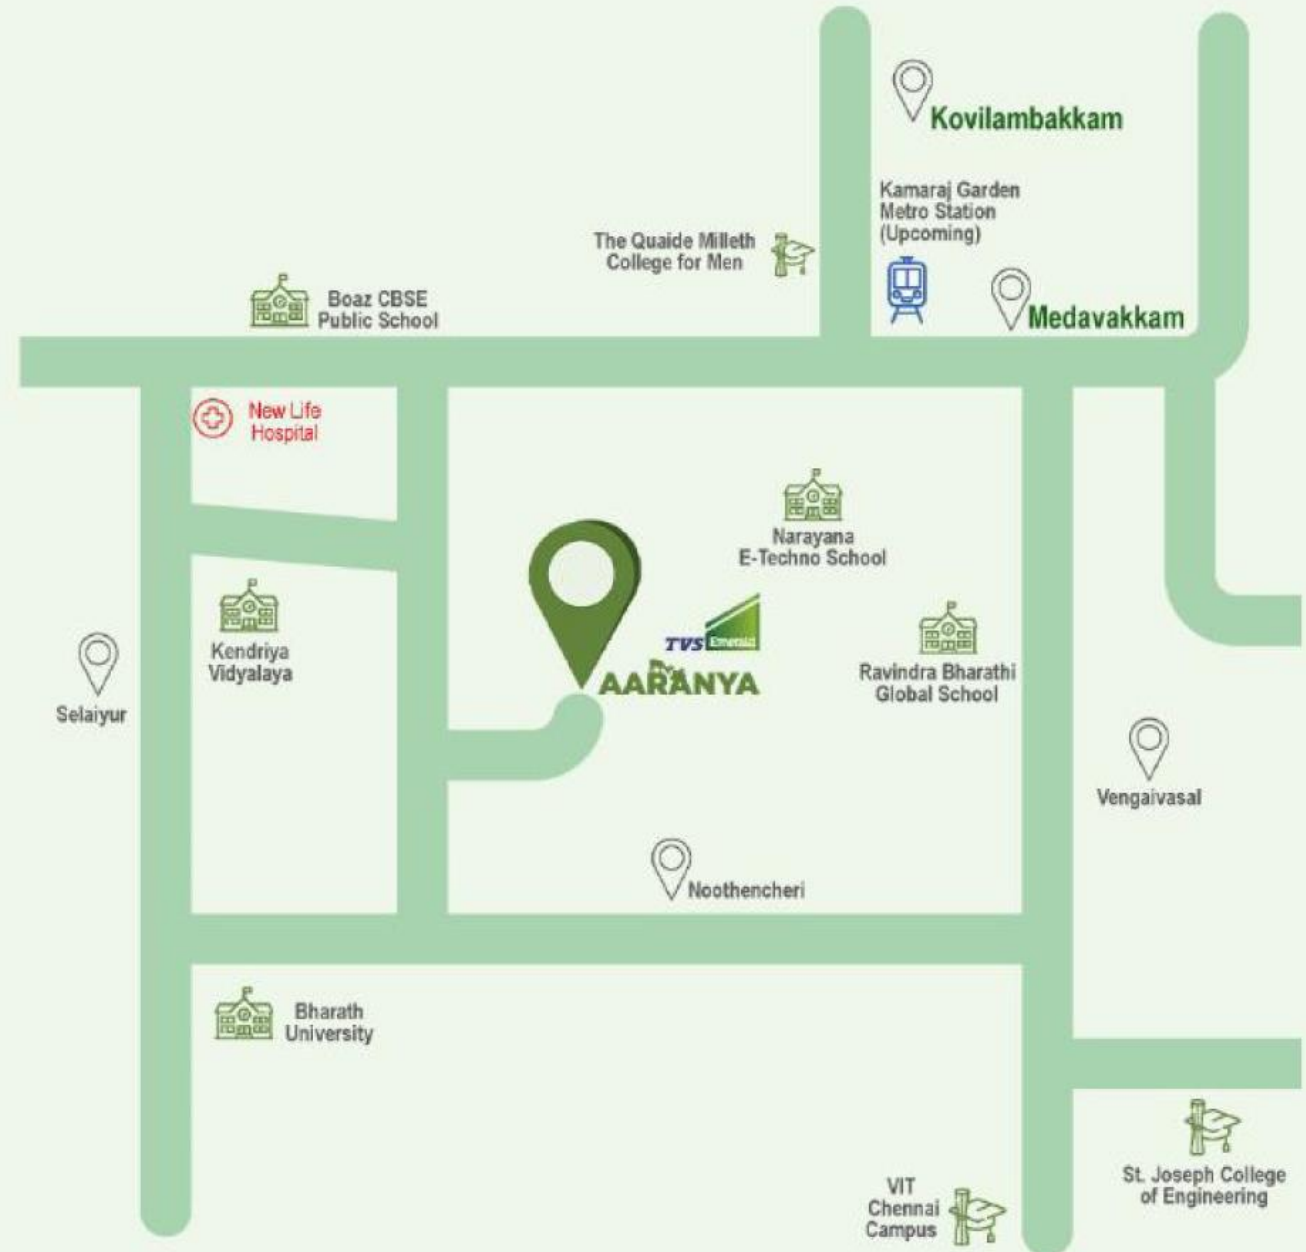 Kovilambakkam
Kamaraj Garden
Metro Station
(Upcoming)
The Quaide Milleth
College for Men
Medavakkam
Boaz CBSE
Public School
New Life
Hospital
Narayana
E-Techno School
Kendriya
Vidyalaya
TVS Emerald
AARANYA
Ravindra Bharathi
Global School
Selaiyur
Vengaivasal
Noothencheri
Bharath
University
St. Joseph College
of Engineering
VIT
Chennai
Campus